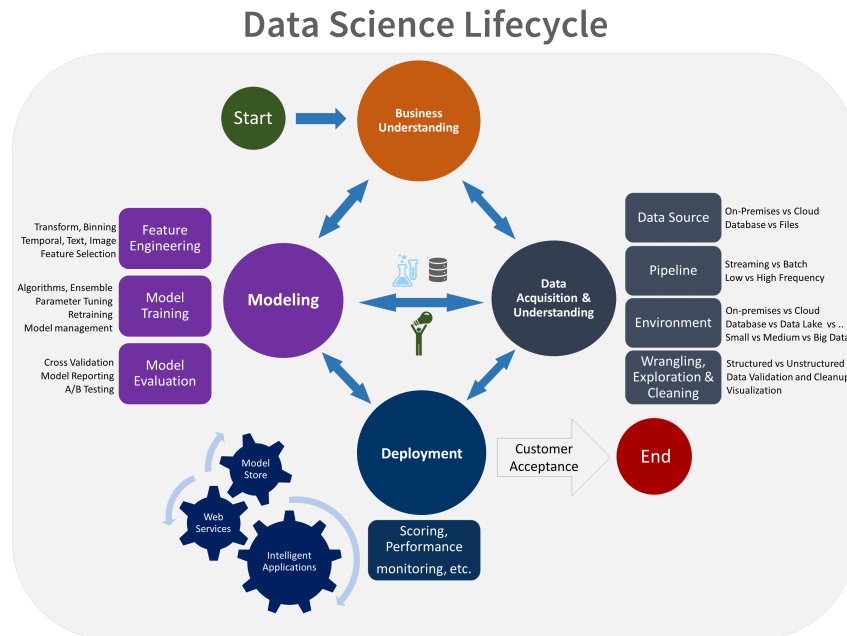 Data Science Lifecycle
Start
Business
Understanding
Transform, Binning
Temporal, Text, Image
Feature Selection
Feature
Engineering
Algorithms, Ensemble
Parameter Tuning
Retraining
Model management
Model
Training
Cross Validation
Model Reporting
A/B Testing
Model
Evaluation
Modeling
Data
Acquisition &
Understanding
Data Source
On-Premises vs Cloud
Database vs Files
Pipeline
Streaming vs Batch
Low vs High Frequency
Environment
On-premises vs Cloud
Database vs Data Lake vs ..
Small vs Medium vs Big Data
Wrangling,
Exploration &
Cleaning
Structured vs Unstructured
Data Validation and Cleanup
Visualization
Deployment
Customer
Acceptance
End
Scoring,
Performance
monitoring, etc.
Model
Store
Web
Services
Intelligent
Applications